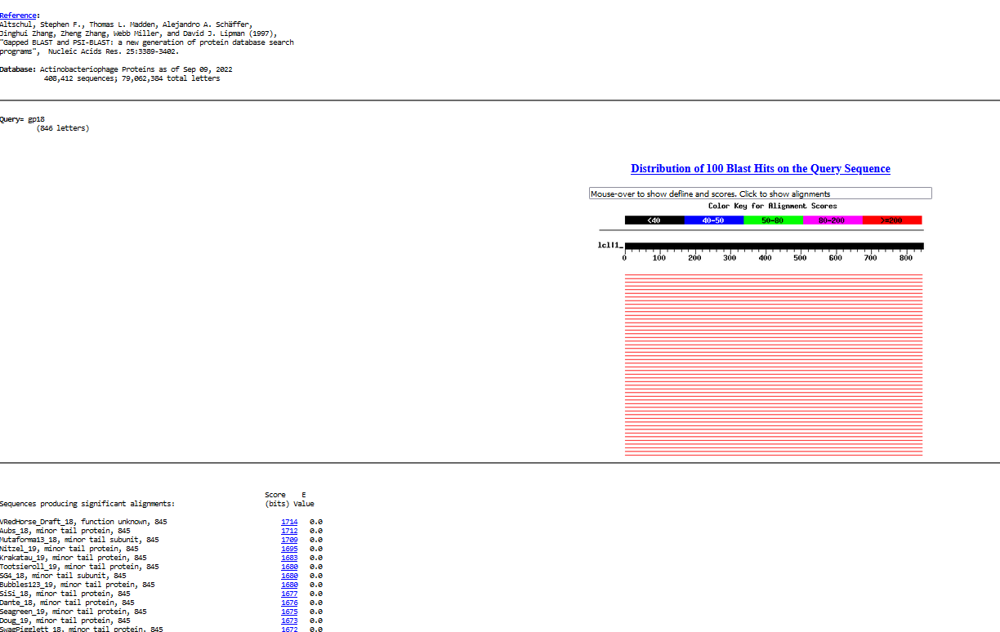 Reference:
Altschul, Stephen F., Thomas L. Madden, Alejandro A. Schäffer,
Jinghui Zhang, Zheng Zhang, Webb Miller, and David J. Lipman (1997),
"Gapped BLAST and PSI-BLAST: a new generation of protein database search
programs", Nucleic Acids Res. 25:3389-3402.
Database: Actinobacteriophage Proteins as of Sep 09, 2022
408,412 sequences; 79,062,384 total letters
Query= gp18
(846 letters)
Distribution of 100 Blast Hits on the Query Sequence
Mouse-over to show defline and scores. Click to show alignments
Color Key for Alignment Scores
<40 40-50 50-80 80-200 >=200
lcl|1_
0 100 200 300 400 500 600 700 800
Score E
Sequences producing significant alignments: (bits) Value
VRedHorse_Draft_18, function unknown, 845 1714 0.0
Aubs_18, minor tail protein, 845 1712 0.0
Mutaforma13_18, minor tail subunit, 845 1709 0.0
Nitzel_19, minor tail protein, 845 1695 0.0
Krakatau_19, minor tail protein, 845 1683 0.0
Tootsieroll_19, minor tail protein, 845 1680 0.0
SG4_18, minor tail subunit, 845 1680 0.0
Bubbles123_19, minor tail protein, 845 1680 0.0
SiSi_18, minor tail protein, 845 1677 0.0
Dante_18, minor tail protein, 845 1676 0.0
Seagreen_19, minor tail protein, 845 1675 0.0
Doug_19, minor tail protein, 845 1673 0.0
SwagPigglett_18, minor tail protein, 845 1672 0.0